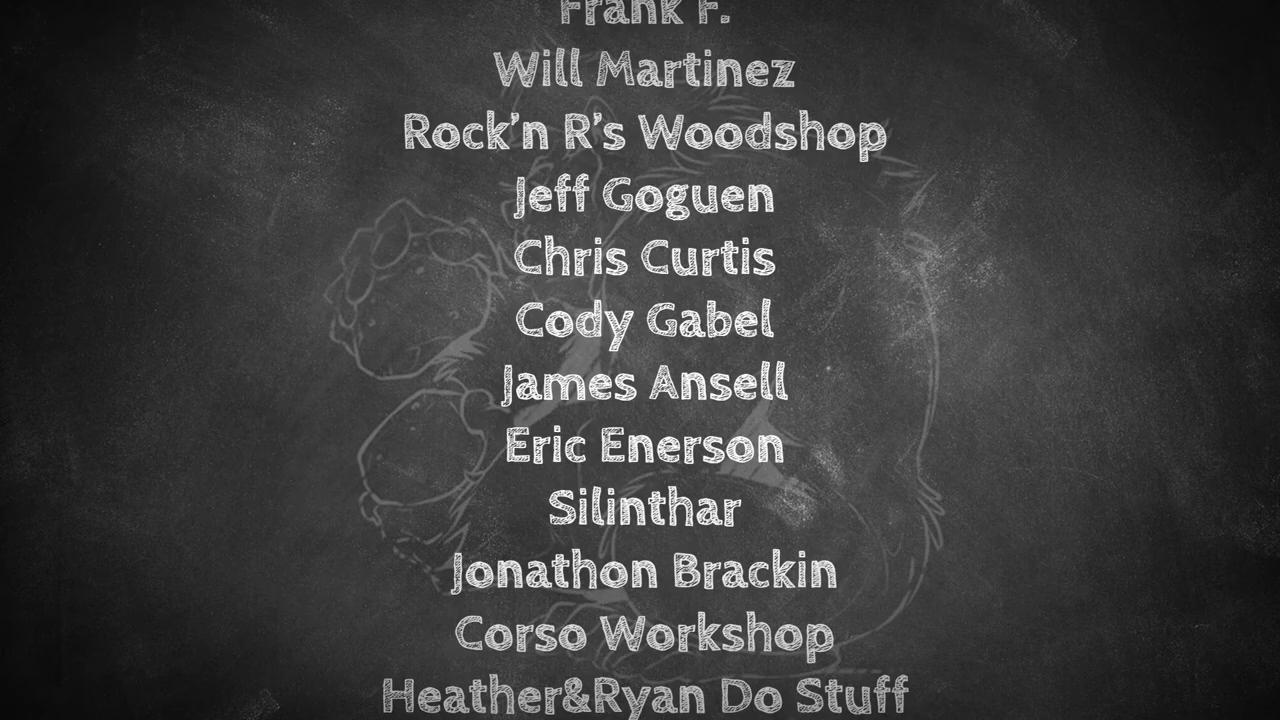 Frank F.
Will Martinez
Rock'n R's Woodshop
Jeff Goguen
Chris Curtis
Cody Gabel
James Ansell
Eric Enerson
Silinthar
Jonathon Brackin
Corso Workshop
Heather&Ryan Do Stuff